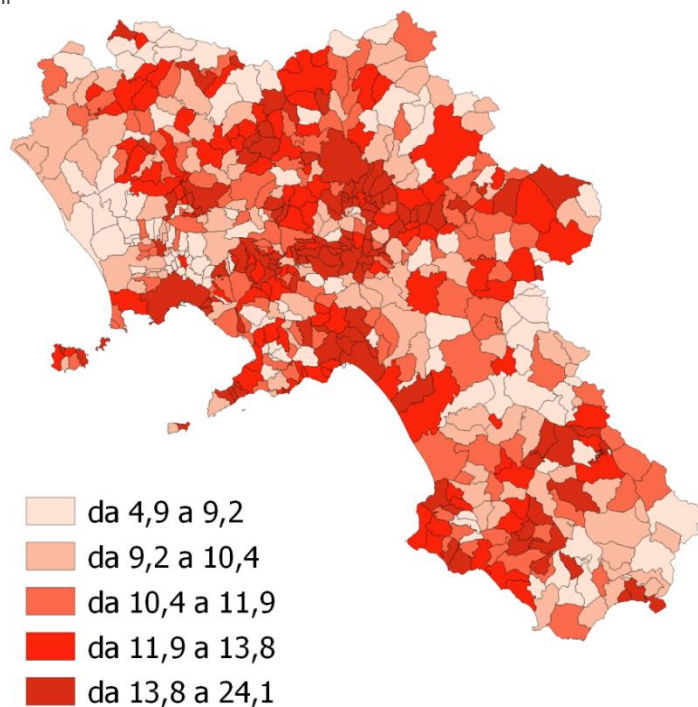 da 4,9 a 9,2
da 9,2 a 10,4
da 10,4 a 11,9
da 11,9 a 13,8
da 13,8 a 24,1